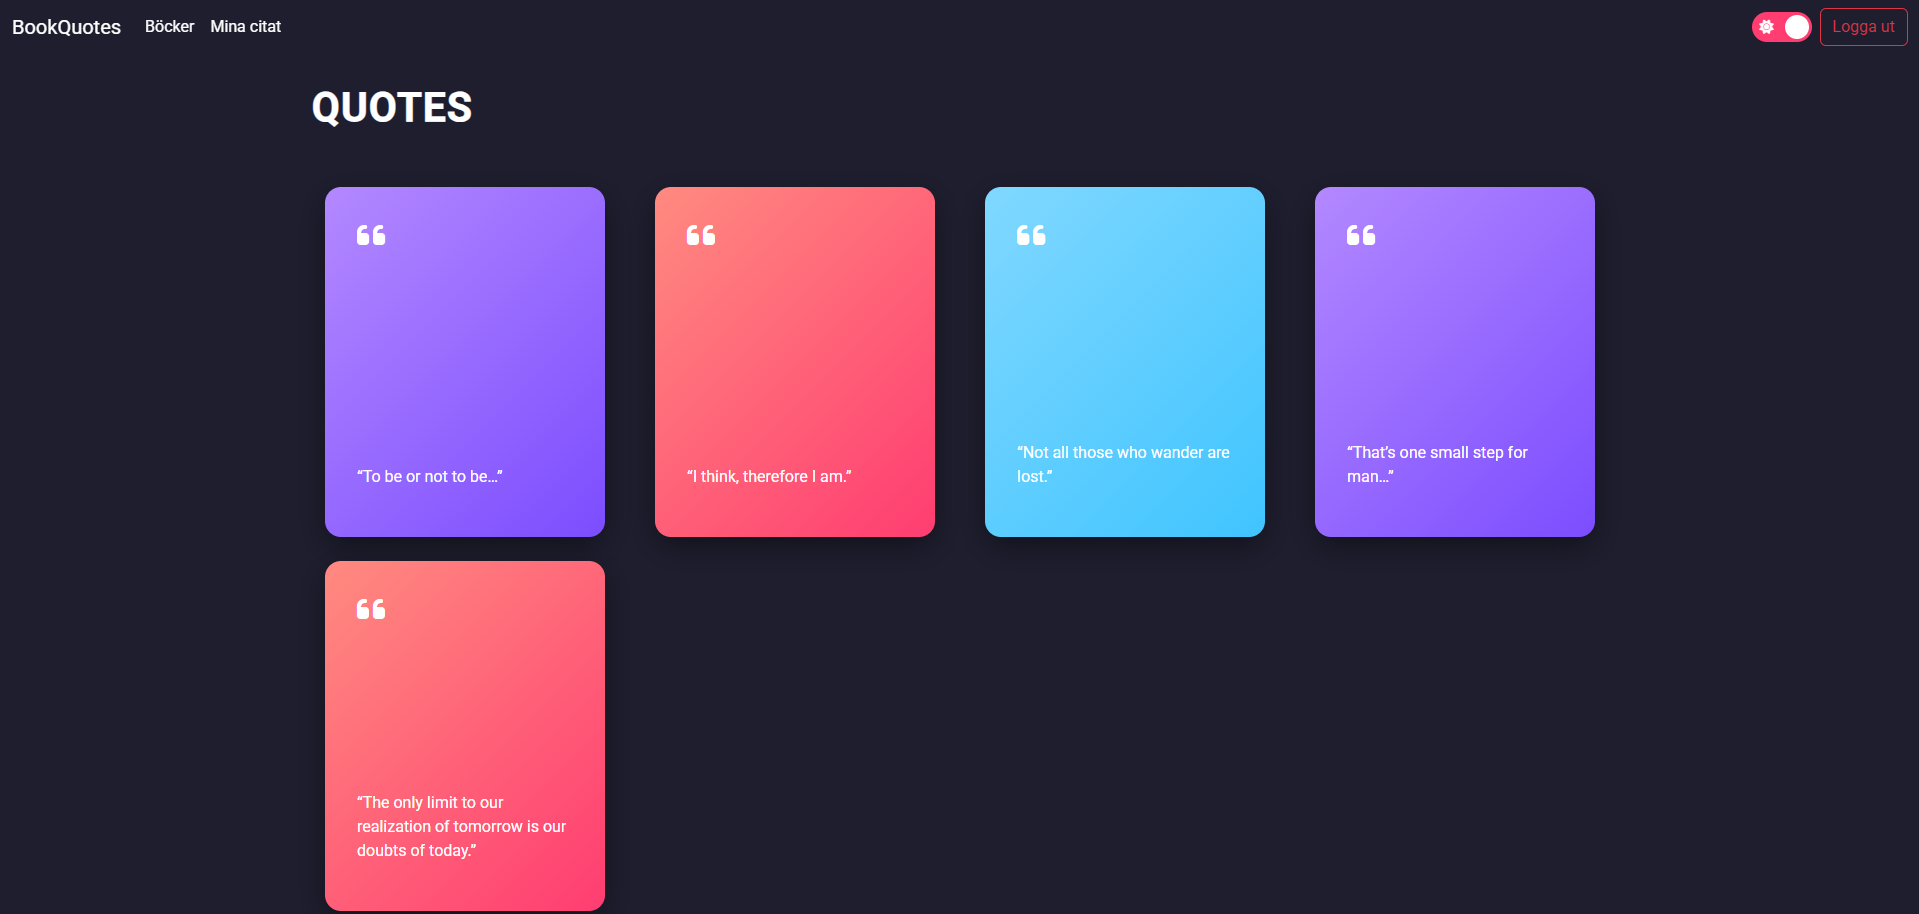 BookQuotes Böcker Mina citat Logga ut
QUOTES
“To be or not to be…”
“I think, therefore I am.”
“Not all those who wander are
lost.”
“That’s one small step for
man…”
“The only limit to our
realization of tomorrow is our
doubts of today.”